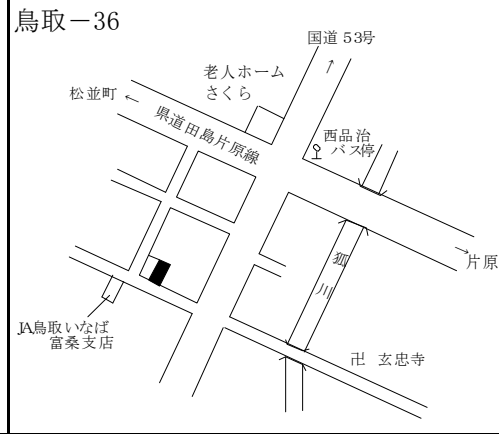 鳥取－36
国道 53号
老人ホーム
さくら
松並町
県道田島片原線
西品治
バス停
片原
狐川
JA鳥取いなば
富桑支店
卍 玄忠寺